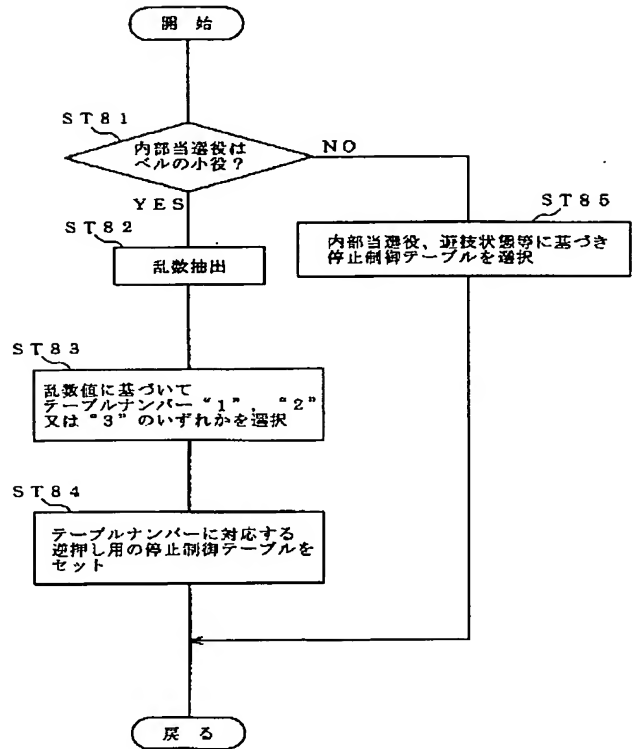 開始
ST81
内部当選役は
ベルの小役?
NO
YES
ST82
乱数抽出
ST85
内部当選役、遊技状態等に基づき
停止制御テーブルを選択
ST83
乱数値に基づいて
テーブルナンバー“1”，“2”
又は“3”のいずれかを選択
ST84
テーブルナンバーに対応する
逆押し用の停止制御テーブルを
セット
戻る